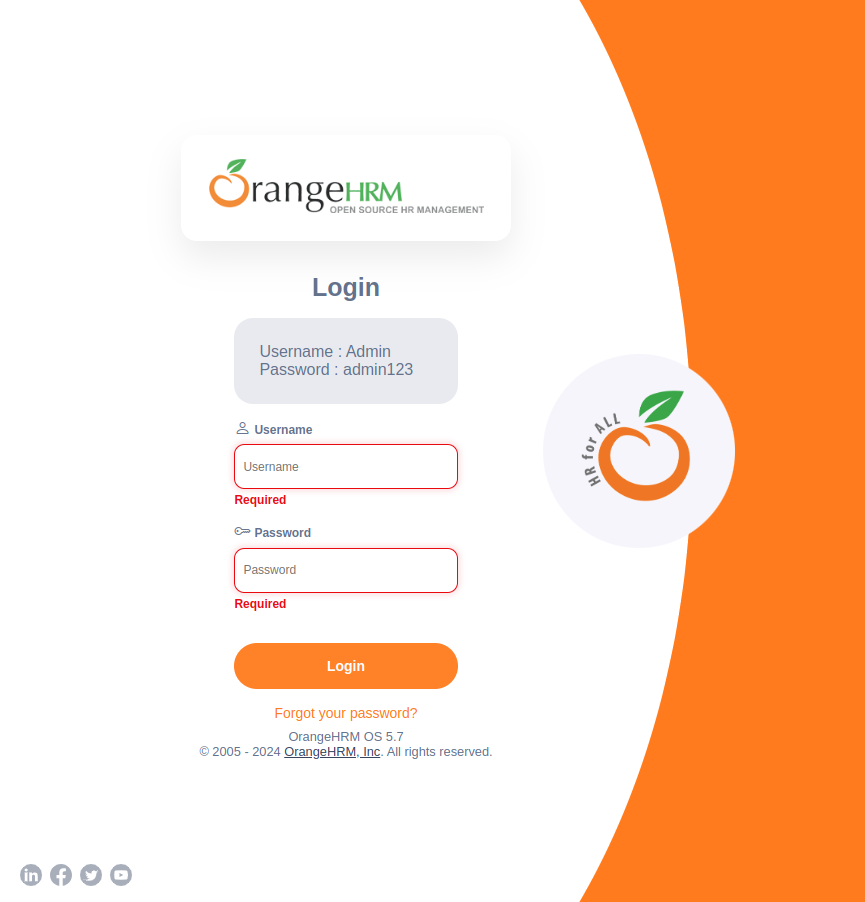 OrangeHRM
OPEN SOURCE HR MANAGEMENT
Login
Username : Admin
Password : admin123
Username
Username
Required
Password
Password
Required
Login
Forgot your password?
OrangeHRM OS 5.7
© 2005 - 2024 OrangeHRM, Inc. All rights reserved.
HR for ALL
in